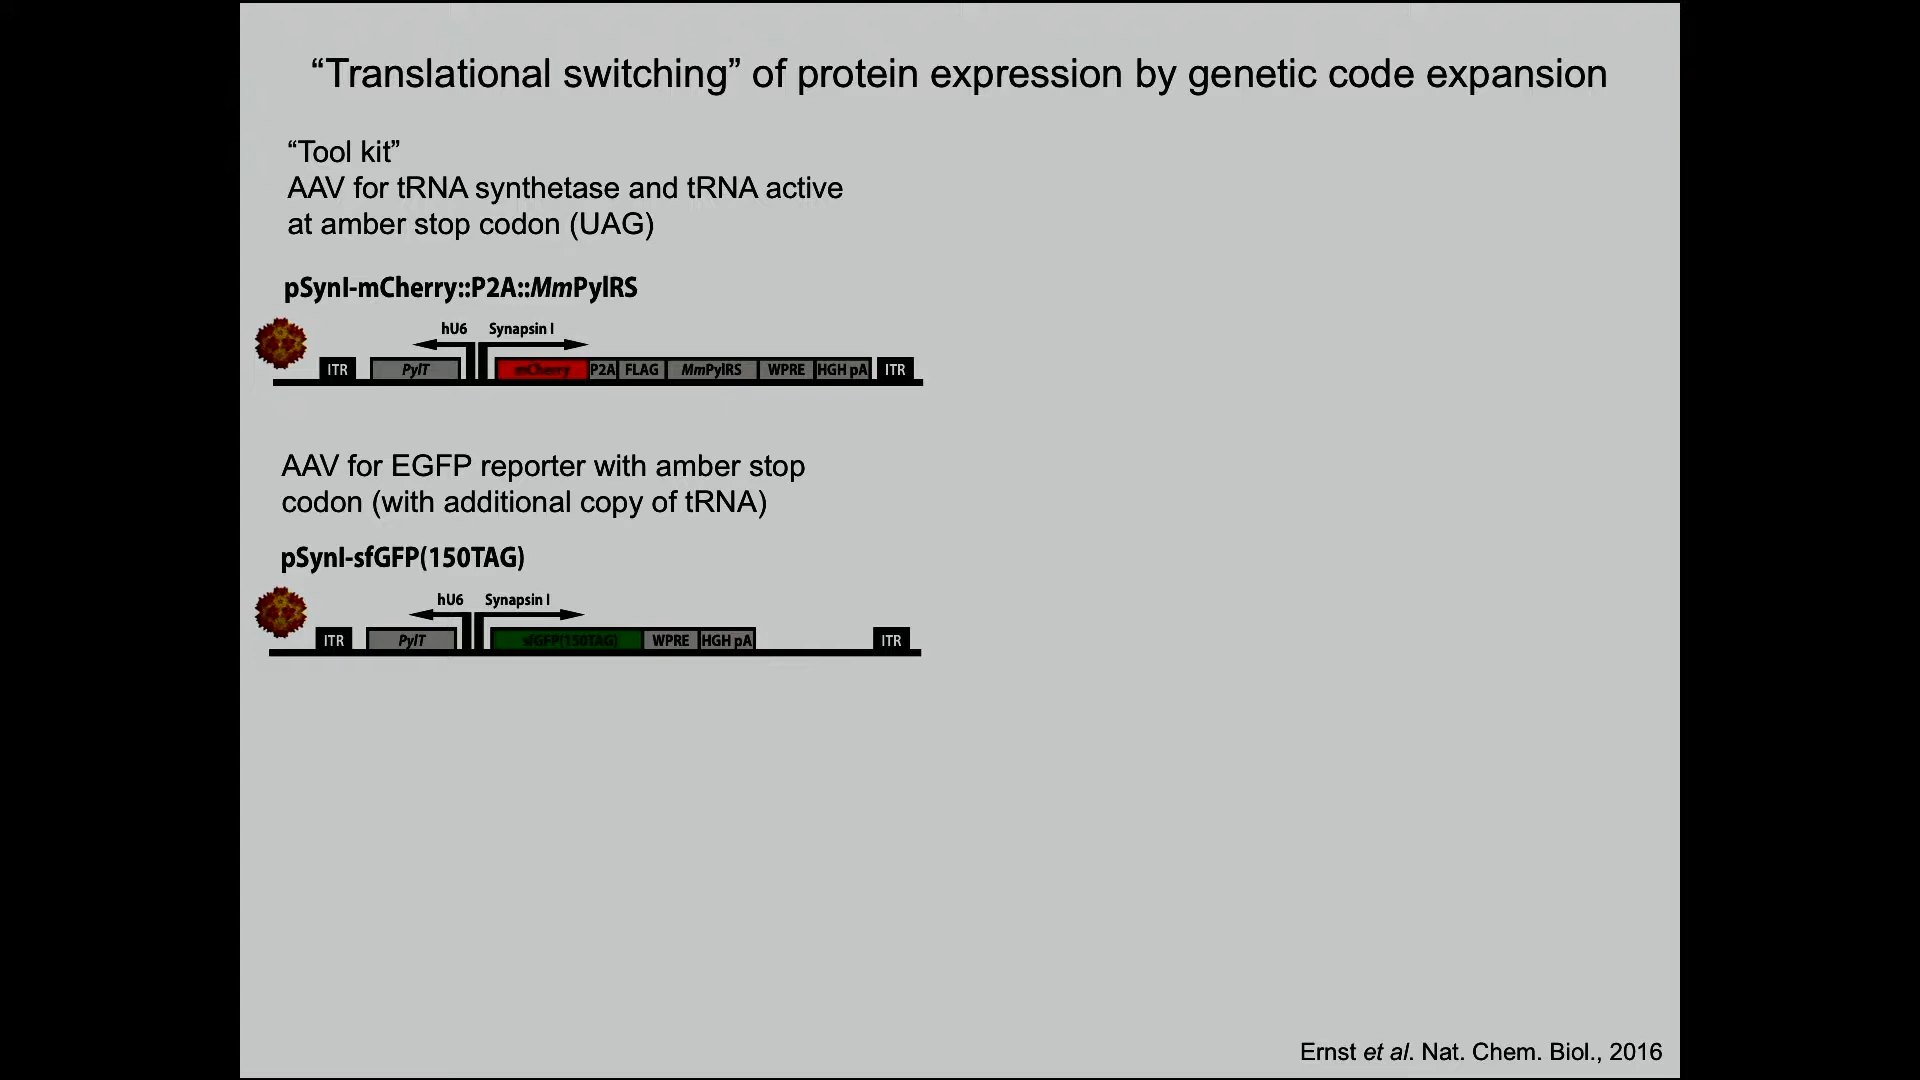 “Translational switching” of protein expression by genetic code expansion
“Tool kit”
AAV for tRNA synthetase and tRNA active
at amber stop codon (UAG)
pSynI-mCherry::P2A::MmPylRS
hU6 Synapsin I
ITR PylT mCherry P2A FLAG MmPylRS WPRE HGH pA ITR
AAV for EGFP reporter with amber stop
codon (with additional copy of tRNA)
pSynI-sfGFP(150TAG)
hU6 Synapsin I
ITR PylT sfGFP(150TAG) WPRE HGH pA ITR
Ernst et al. Nat. Chem. Biol., 2016